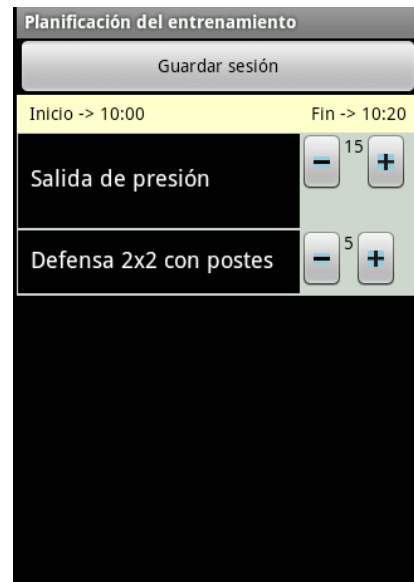 Planificación del entrenamiento
Guardar sesión
Inicio -> 10:00 Fin -> 10:20
Salida de presión - 15 +
Defensa 2x2 con postes - 5 +